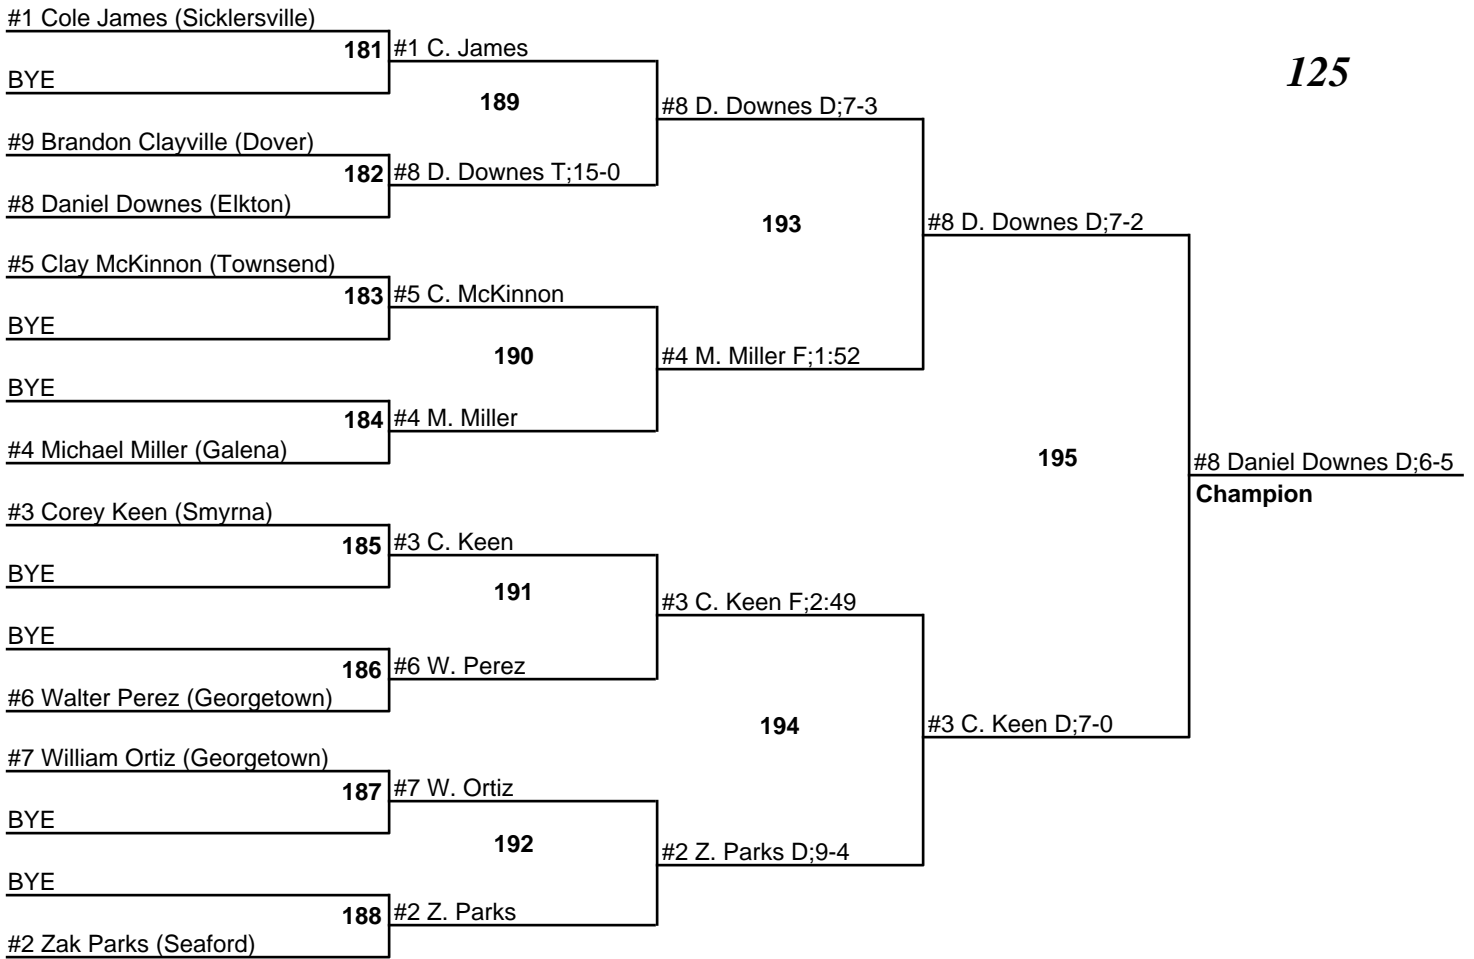 #1 Cole James (Sicklersville)
181
#1 C. James
BYE
125
189
#8 D. Downes D;7-3
#9 Brandon Clayville (Dover)
182
#8 D. Downes T;15-0
#8 Daniel Downes (Elkton)
193
#8 D. Downes D;7-2
#5 Clay McKinnon (Townsend)
183
#5 C. McKinnon
BYE
190
#4 M. Miller F;1:52
BYE
184
#4 M. Miller
#4 Michael Miller (Galena)
195
#8 Daniel Downes D;6-5
Champion
#3 Corey Keen (Smyrna)
185
#3 C. Keen
BYE
191
#3 C. Keen F;2:49
BYE
186
#6 W. Perez
#6 Walter Perez (Georgetown)
194
#3 C. Keen D;7-0
#7 William Ortiz (Georgetown)
187
#7 W. Ortiz
BYE
192
#2 Z. Parks D;9-4
BYE
188
#2 Z. Parks
#2 Zak Parks (Seaford)